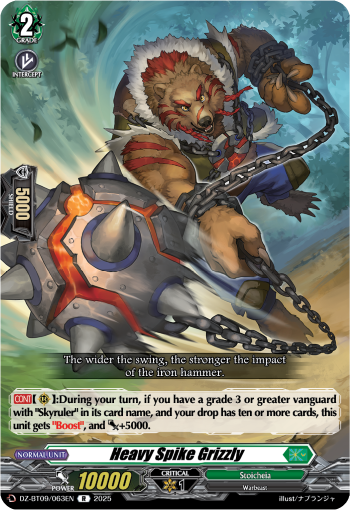 2
GRADE
INTERCEPT
5000
SHIELD
The wider the swing, the stronger the impact
of the iron hammer.
CONT【】:During your turn, if you have a grade 3 or greater vanguard
with "Skyruler" in its card name, and your drop has ten or more cards, this
unit gets "Boost", and +5000.
NORMAL UNIT
Heavy Spike Grizzly
POWER 10000
CRITICAL
1
Stoicheia
Warbeast
DZ-BT09/063EN R 2025
illust/ナブランジャ